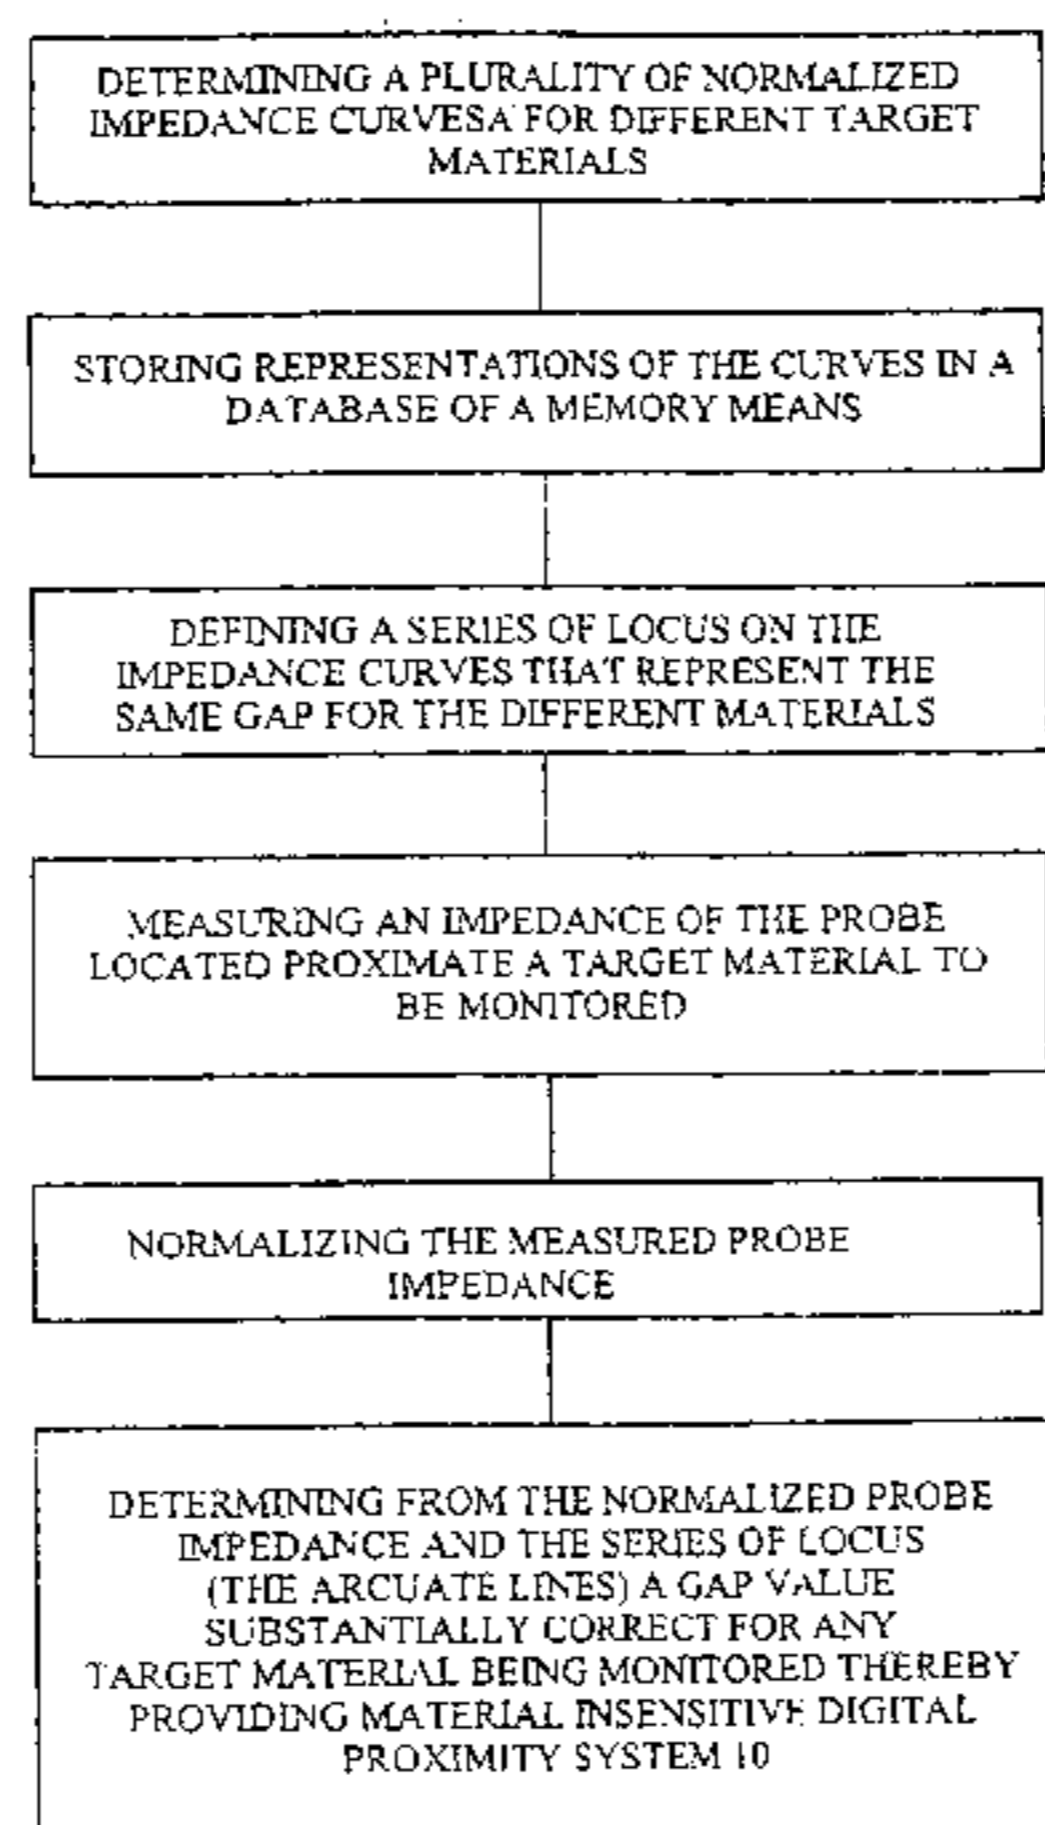 DETERMINING A PLURALITY OF NORMALIZED
IMPEDANCE CURVESA FOR DIFFERENT TARGET
MATERIALS
STORING REPRESENTATIONS OF THE CURVES IN A
DATABASE OF A MEMORY MEANS
DEFINING A SERIES OF LOCUS ON THE
IMPEDANCE CURVES THAT REPRESENT THE
SAME GAP FOR THE DIFFERENT MATERIALS
MEASURING AN IMPEDANCE OF THE PROBE
LOCATED PROXIMATE A TARGET MATERIAL TO
BE MONITORED
NORMALIZING THE MEASURED PROBE
IMPEDANCE
DETERMINING FROM THE NORMALIZED PROBE
IMPEDANCE AND THE SERIES OF LOCUS
(THE ARCUATE LINES) A GAP VALUE
SUBSTANTIALLY CORRECT FOR ANY
TARGET MATERIAL BEING MONITORED THEREBY
PROVIDING MATERIAL INSENSITIVE DIGITAL
PROXIMITY SYSTEM 10